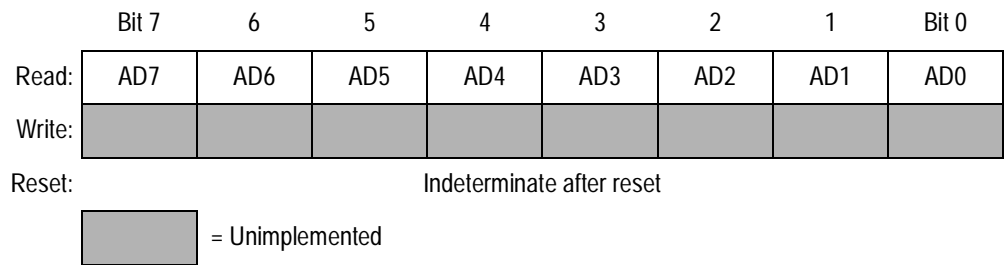 Bit 7 6 5 4 3 2 1 Bit 0
Read: AD7 AD6 AD5 AD4 AD3 AD2 AD1 AD0
Write:
Reset: Indeterminate after reset
= Unimplemented